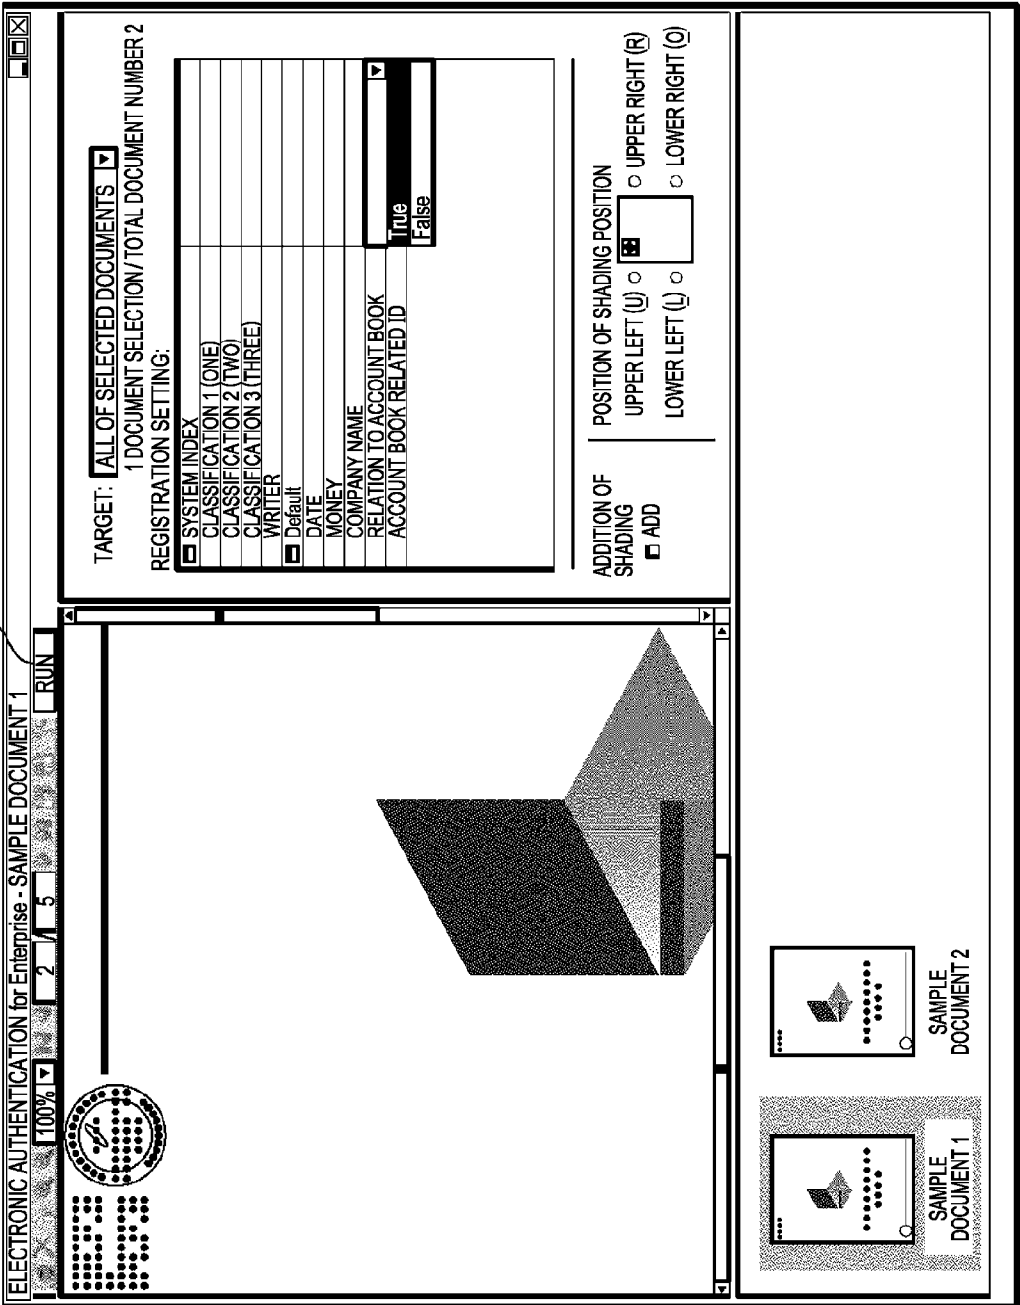 ELECTRONIC AUTHENTICATION for Enterprise - SAMPLE DOCUMENT 1
100%
2 / 5
RUN
TARGET: ALL OF SELECTED DOCUMENTS
1 DOCUMENT SELECTION/TOTAL DOCUMENT NUMBER 2
REGISTRATION SETTING:
SYSTEM INDEX
CLASSIFICATION 1 (ONE)
CLASSIFICATION 2 (TWO)
CLASSIFICATION 3 (THREE)
WRITER
Default
DATE
MONEY
COMPANY NAME
RELATION TO ACCOUNT BOOK
ACCOUNT BOOK RELATED ID
True
False
ADDITION OF
SHADING
ADD
POSITION OF SHADING POSITION
UPPER LEFT (U)
UPPER RIGHT (R)
LOWER LEFT (L)
LOWER RIGHT (O)
SAMPLE
DOCUMENT 1
SAMPLE
DOCUMENT 2